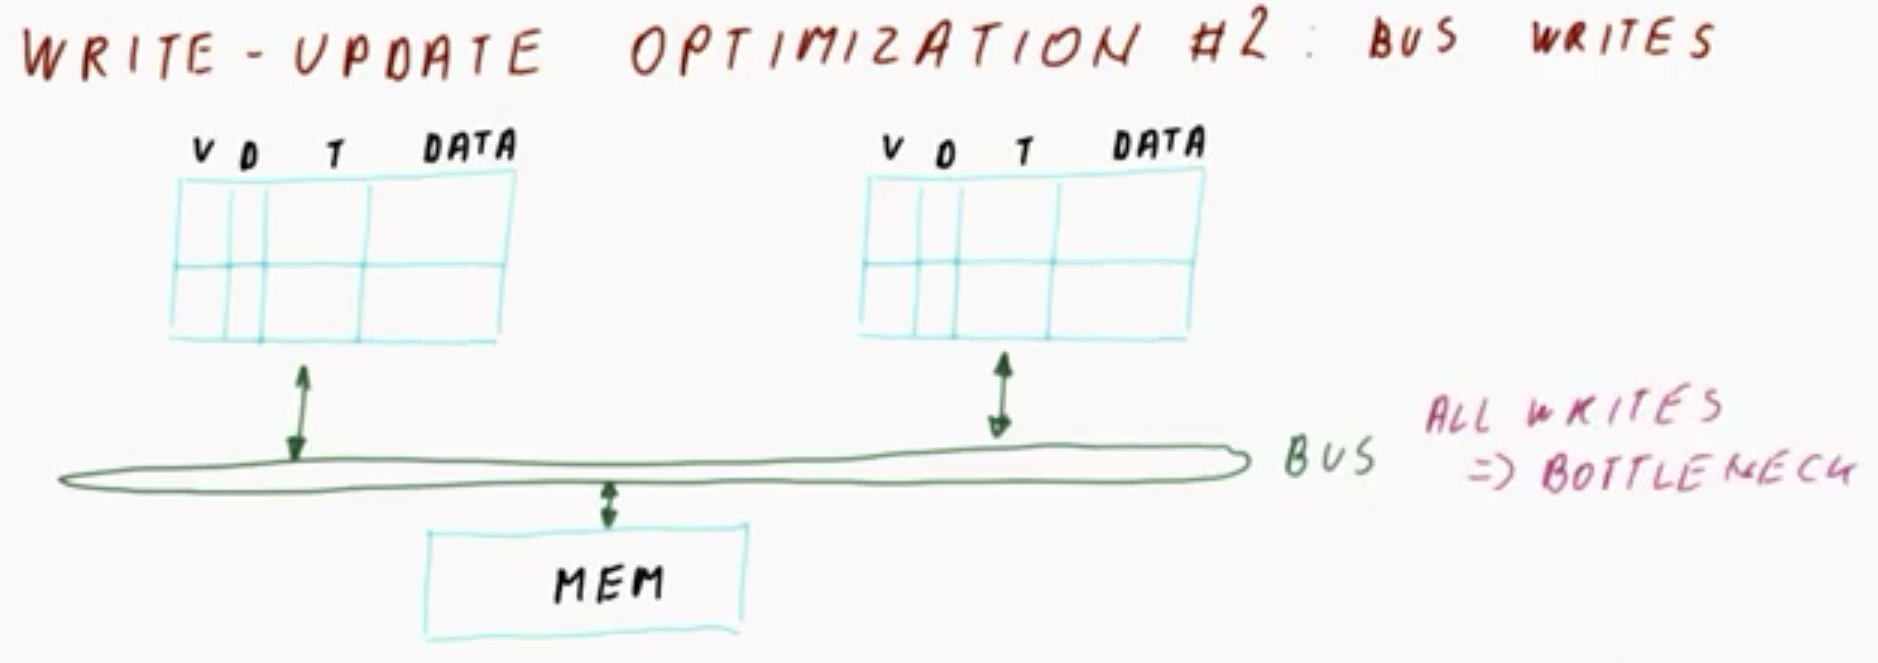 WRITE-UPDATE OPTIMIZATION #2: BUS WRITES
V D T DATA
V D T DATA
ALL WRITES
BUS
=> BOTTLENECK
MEM